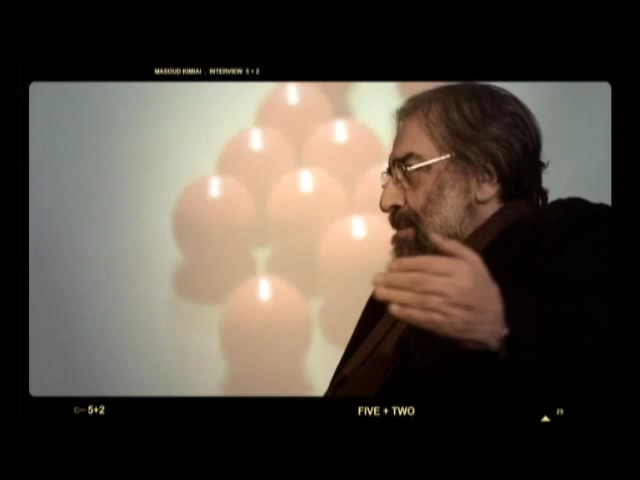 MASOUD KIMIAI . INTERVIEW 5 + 2
5+2
FIVE + TWO